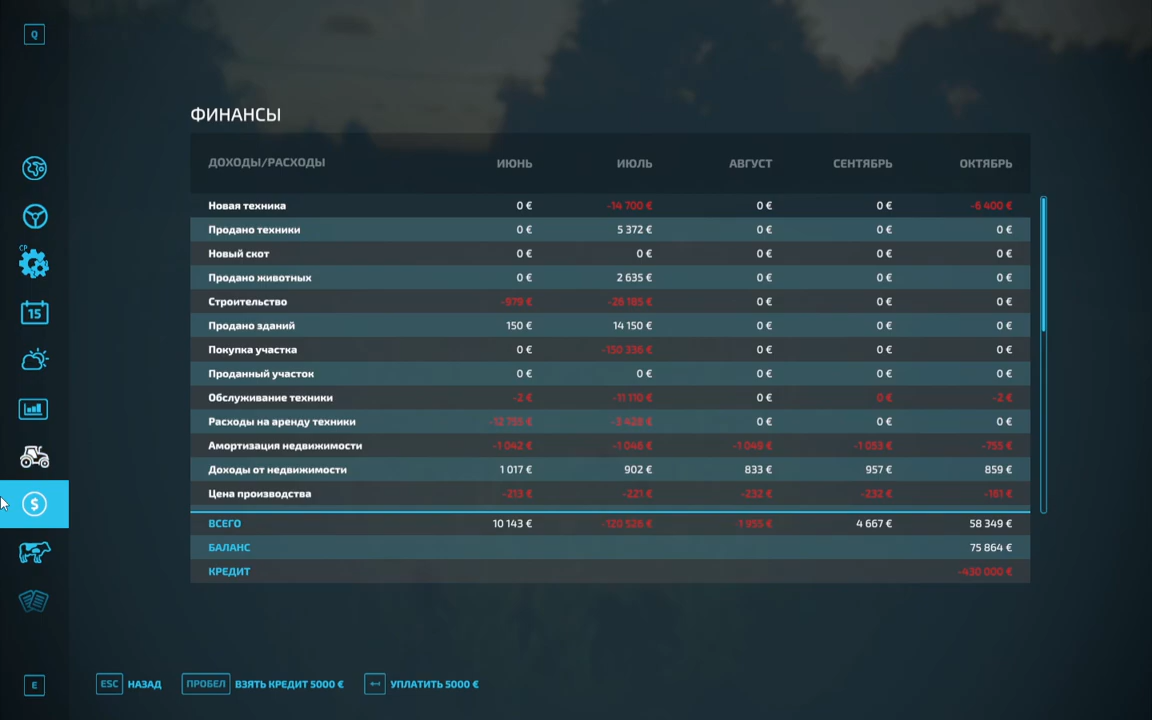 Q
ФИНАНСЫ
ДОХОДЫ/РАСХОДЫ ИЮНЬ ИЮЛЬ АВГУСТ СЕНТЯБРЬ ОКТЯБРЬ
Новая техника 0 € -14 700 € 0 € 0 € -6 400 €
Продано техники 0 € 5 372 € 0 € 0 € 0 €
Новый скот 0 € 0 € 0 € 0 € 0 €
Продано животных 0 € 2 635 € 0 € 0 € 0 €
CP
Строительство -979 € -26 185 € 0 € 0 € 0 €
15
Продано зданий 150 € 14 150 € 0 € 0 € 0 €
Покупка участка 0 € -150 336 € 0 € 0 € 0 €
Проданный участок 0 € 0 € 0 € 0 € 0 €
Обслуживание техники -2 € -11 110 € 0 € 0 € -2 €
Расходы на аренду техники -12 755 € -3 428 € 0 € 0 € 0 €
Амортизация недвижимости -1 042 € -1 046 € -1 049 € -1 053 € -755 €
Доходы от недвижимости 1 017 € 902 € 833 € 957 € 859 €
Цена производства -213 € -221 € -232 € -232 € -161 €
$
ВСЕГО 10 143 € -120 526 € -1 955 € 4 667 € 58 349 €
БАЛАНС 75 864 €
КРЕДИТ -430 000 €
E
ESC НАЗАД ПРОБЕЛ ВЗЯТЬ КРЕДИТ 5000 € УПЛАТИТЬ 5000 €